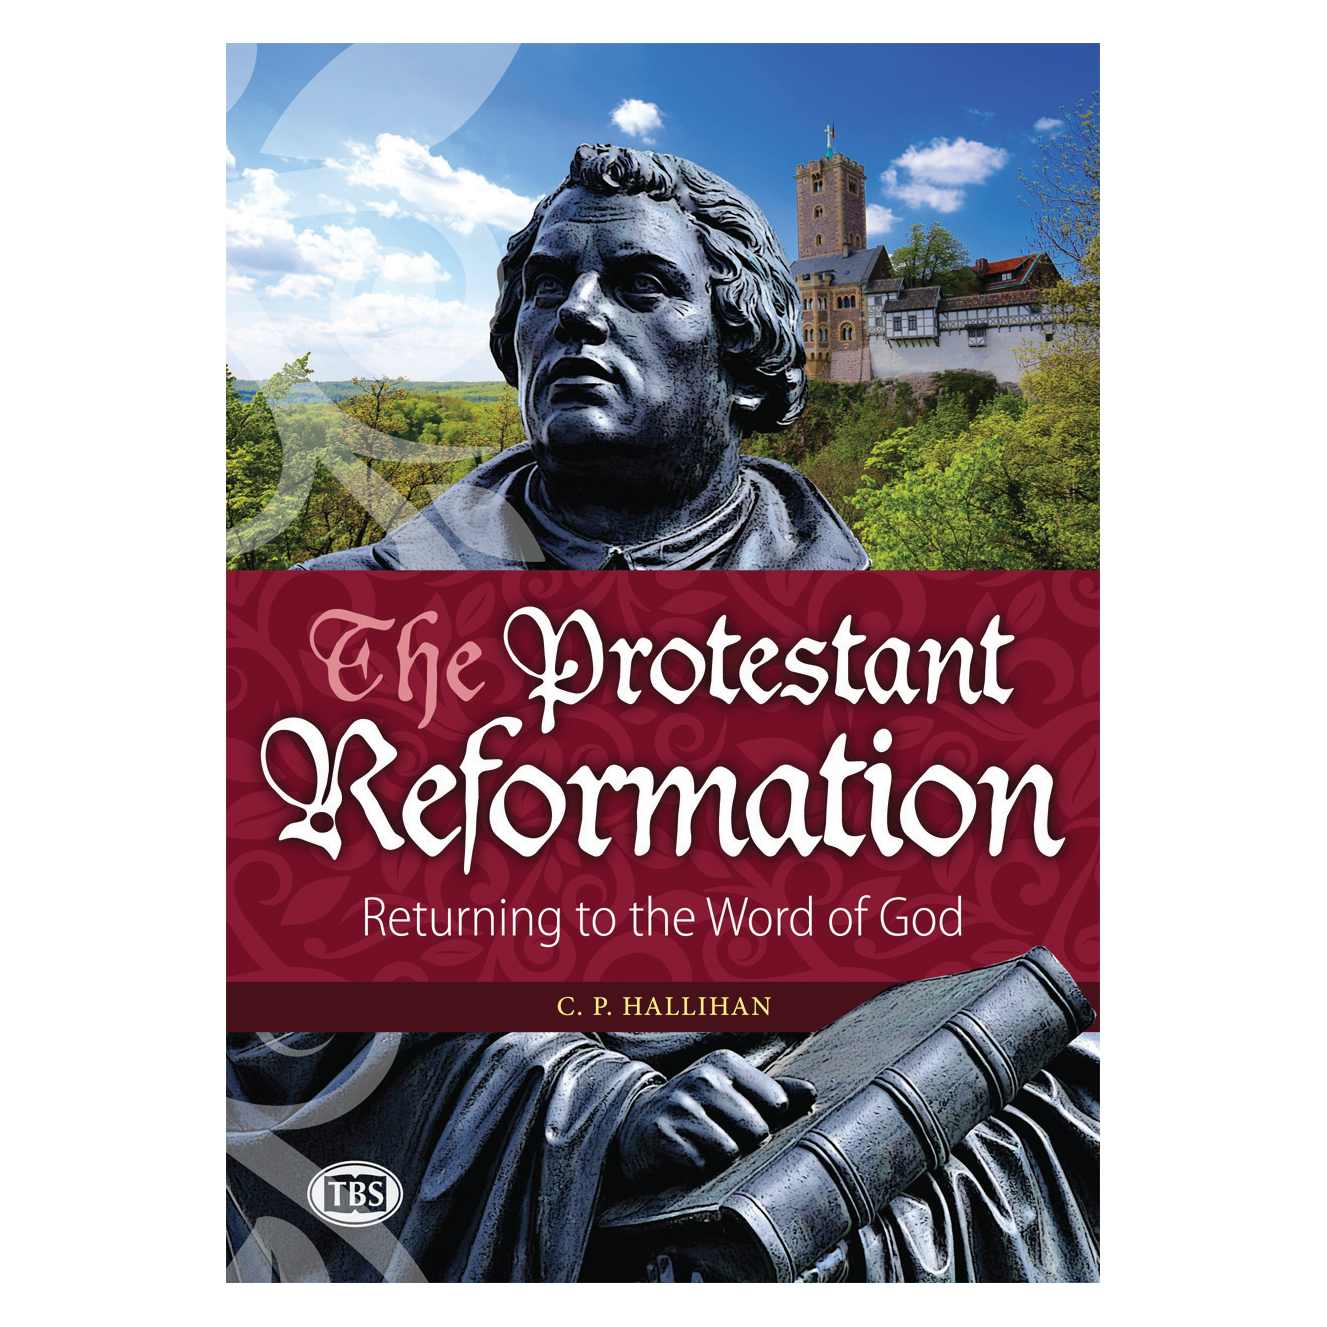 The Protestant
Reformation
Returning to the Word of God
C. P. HALLIHAN
TBS